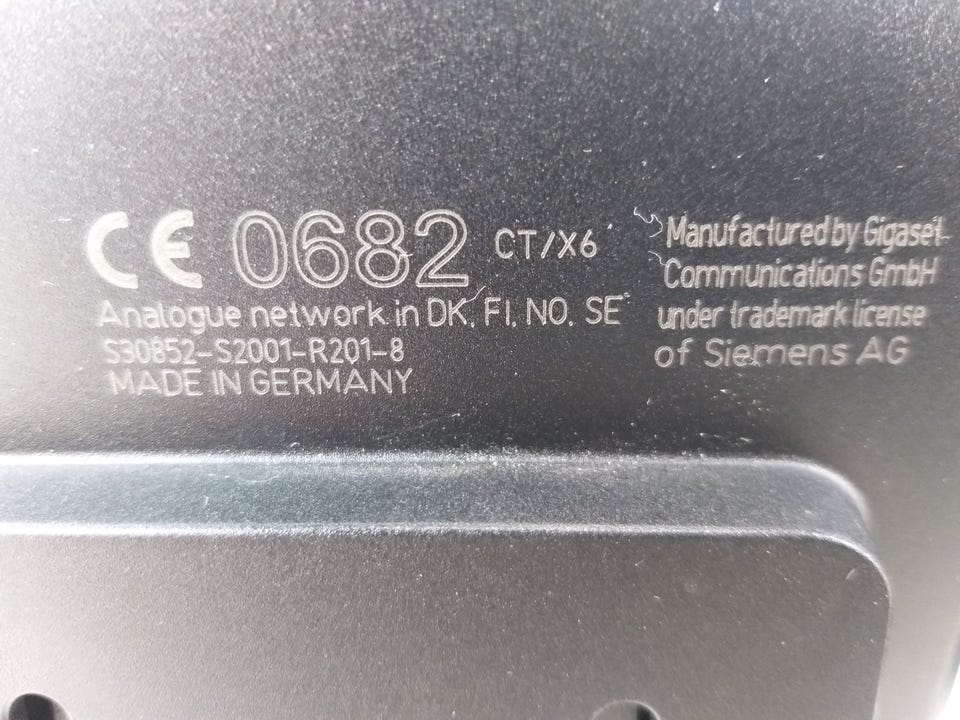 CE 0682 CT/X6
Analogue network in DK, FI, NO, SE
S30852-S2001-R201-8
MADE IN GERMANY
Manufactured by Gigaset
Communications GmbH
under trademark license
of Siemens AG